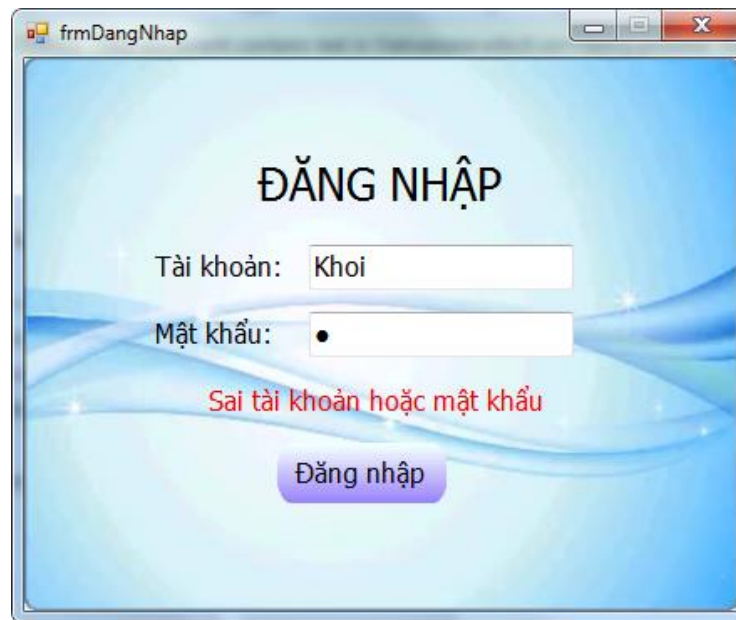 frmDangNhap
ĐĂNG NHẬP
Tài khoản: Khoi
Mật khẩu: ●
Sai tài khoản hoặc mật khẩu
Đăng nhập